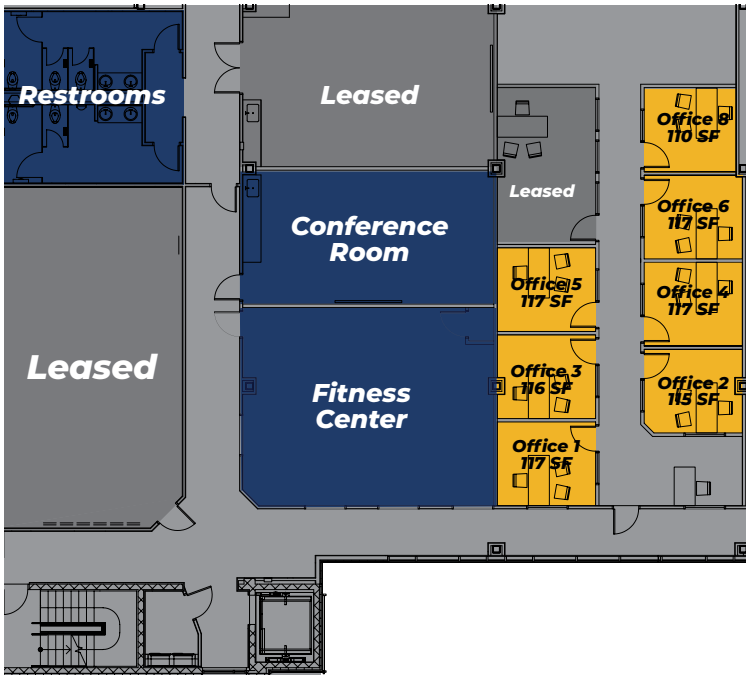 Restrooms
Leased
Leased
Conference
Room
Leased
Fitness
Center
Office 8
110 SF
Office 6
117 SF
Office 5
117 SF
Office 4
117 SF
Office 3
116 SF
Office 2
115 SF
Office 1
117 SF